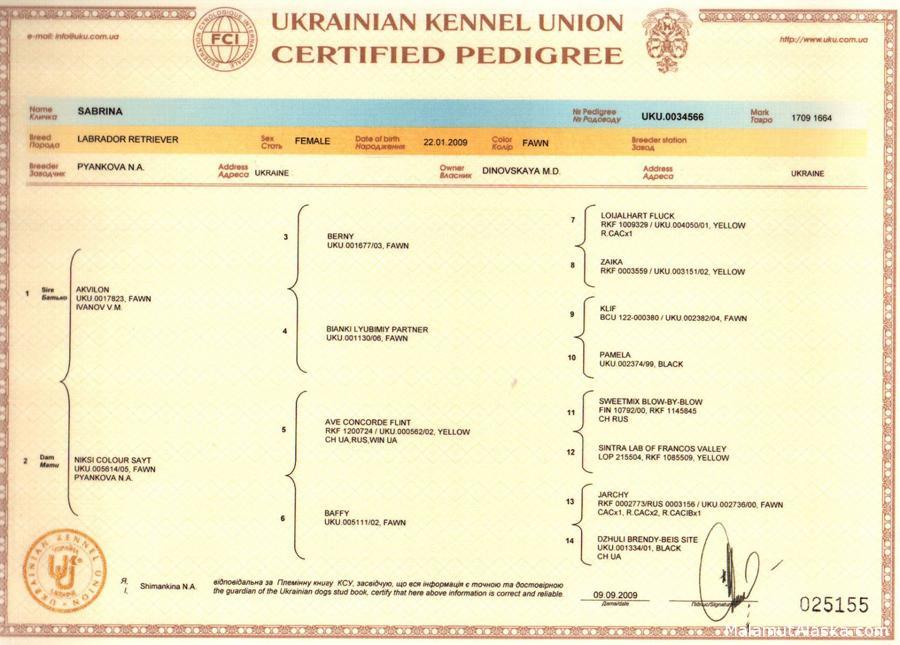 e-mail: info@uku.com.ua
FCI
UKRAINIAN KENNEL UNION
CERTIFIED PEDIGREE
http://www.uku.com.ua
Name
Кличка
SABRINA
№ Pedigree
№ Родоводу
UKU.0034566
Mark
Тавро
1709 1664
Breed
Порода
LABRADOR RETRIEVER
Sex
Стать
FEMALE
Date of birth
Народження
22.01.2009
Color
Колір
FAWN
Breeder station
Завод
Breeder
Заводчик
PYANKOVA N.A.
Address
Адреса
UKRAINE
Owner
Власник
DINOVSKAYA M.D.
Address
Адреса
UKRAINE
1 Sire
Батько
AKVILON
UKU.0017823, FAWN
IVANOV V.M.
2 Dam
Мати
NIKSI COLOUR SAYT
UKU.005614/05, FAWN
PYANKOVA N.A.
3 BERNY
UKU.001677/03, FAWN
4 BIANKI LYUBIMIY PARTNER
UKU.001130/06, FAWN
5 AVE CONCORDE FLINT
RKF 1200724 / UKU.000562/02, YELLOW
CH UA,RUS,WIN UA
6 BAFFY
UKU.005111/02, FAWN
7 LOIJALHART FLUCK
RKF 1009329 / UKU.004050/01, YELLOW
R.CACx1
8 ZAIKA
RKF 0003559 / UKU.003151/02, YELLOW
9 KLIF
BCU 122-000380 / UKU.002382/04, FAWN
10 PAMELA
UKU.002374/99, BLACK
11 SWEETMIX BLOW-BY-BLOW
FIN 10792/00, RKF 1145845
CH RUS
12 SINTRA LAB OF FRANCOS VALLEY
LOP 215504, RKF 1085509, YELLOW
13 JARCHY
RKF 0002773/RUS 0003156 / UKU.002736/00, FAWN
CACx1, R.CACx2, R.CACIBx1
14 DZHULI BRENDY-BEIS SITE
UKU.001334/01, BLACK
CH UA
UKRAINIAN KENNEL UNION
Я,
I,
Shimankina N.A.
відповідальна за Племінну книгу КСУ, засвідчую, що вся інформація є точною та достовірною
the guardian of the Ukrainian dogs stud book, certify that here above information is correct and reliable.
09.09.2009
Дата/date
Підпис/Signature
025155
MalamutAlaska.com